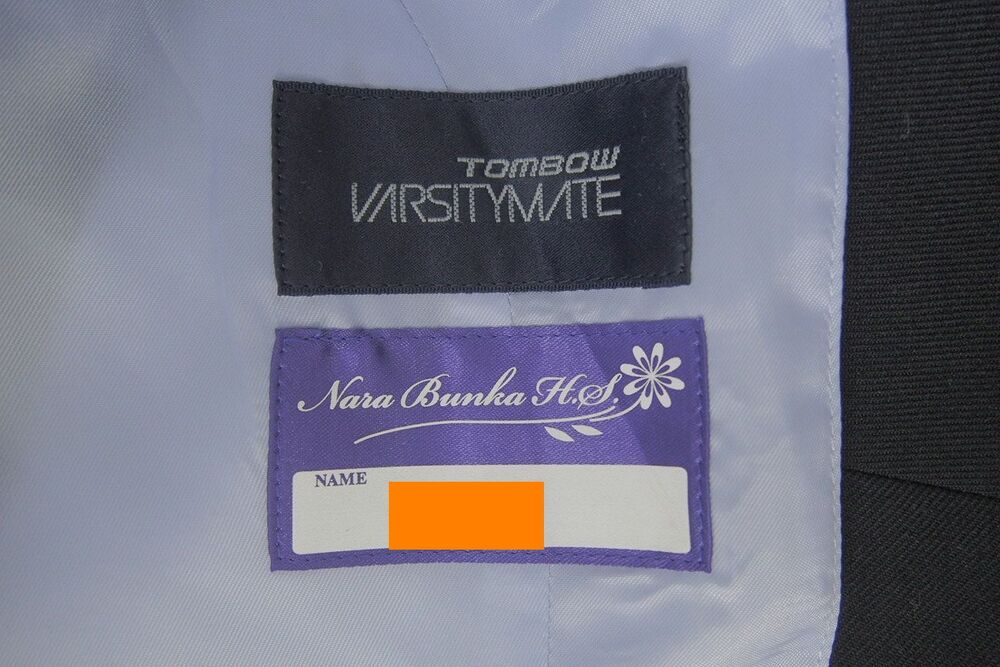 TOMBOW
VARSITYMATE
Nara Bunka H.S.
NAME